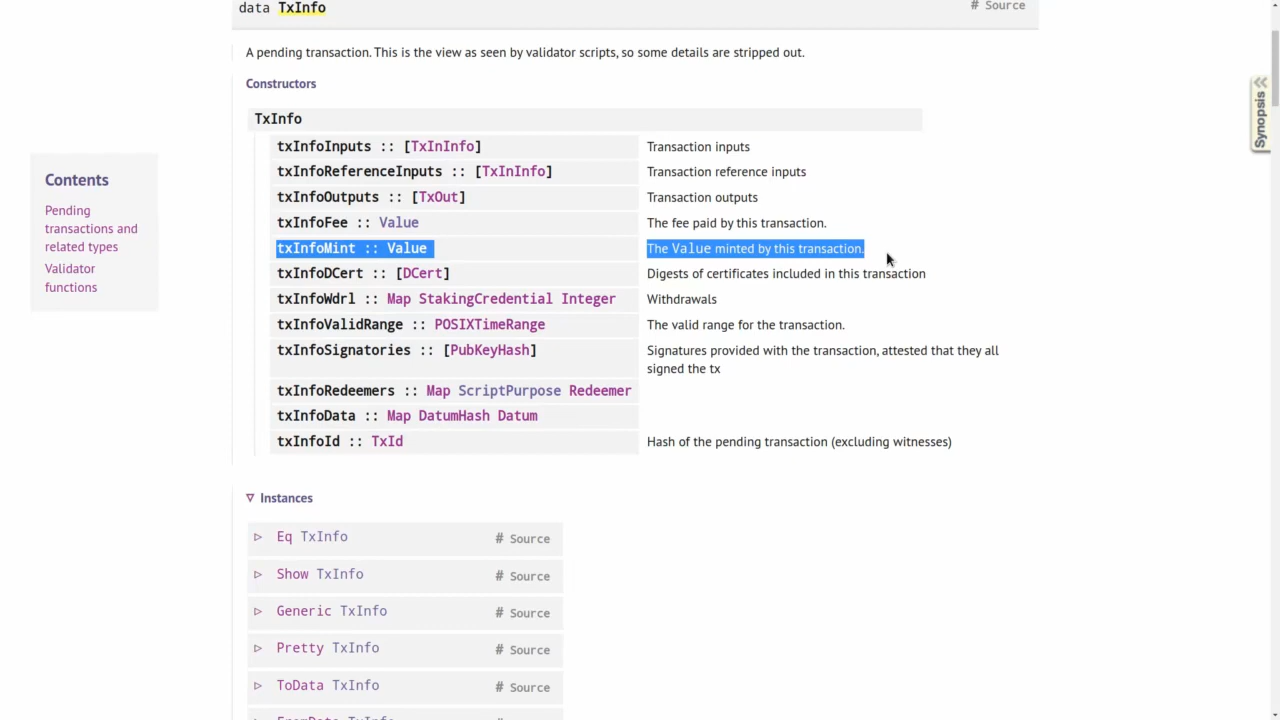 data TxInfo # Source
A pending transaction. This is the view as seen by validator scripts, so some details are stripped out.
Constructors
TxInfo
txInfoInputs :: [TxInInfo] Transaction inputs
txInfoReferenceInputs :: [TxInInfo] Transaction reference inputs
txInfoOutputs :: [TxOut] Transaction outputs
txInfoFee :: Value The fee paid by this transaction.
txInfoMint :: Value The Value minted by this transaction.
txInfoDCert :: [DCert] Digests of certificates included in this transaction
txInfoWdrl :: Map StakingCredential Integer Withdrawals
txInfoValidRange :: POSIXTimeRange The valid range for the transaction.
txInfoSignatories :: [PubKeyHash] Signatures provided with the transaction, attested that they all
signed the tx
txInfoRedeemers :: Map ScriptPurpose Redeemer
txInfoData :: Map DatumHash Datum
txInfoId :: TxId Hash of the pending transaction (excluding witnesses)
▽ Instances
▷ Eq TxInfo # Source
▷ Show TxInfo # Source
▷ Generic TxInfo # Source
▷ Pretty TxInfo # Source
▷ ToData TxInfo # Source
Contents
Pending
transactions and
related types
Validator
functions
Synopsis